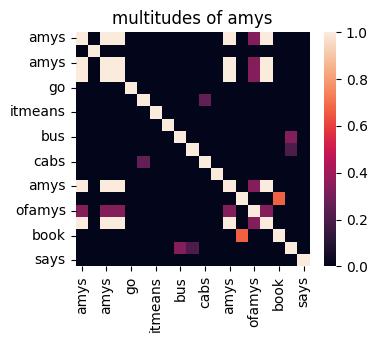 multitudes of amys
amys
amys
go
itmeans
bus
cabs
amys
ofamys
book
says
amys
amys
go
itmeans
bus
cabs
amys
ofamys
book
says
1.0
0.8
0.6
0.4
0.2
0.0